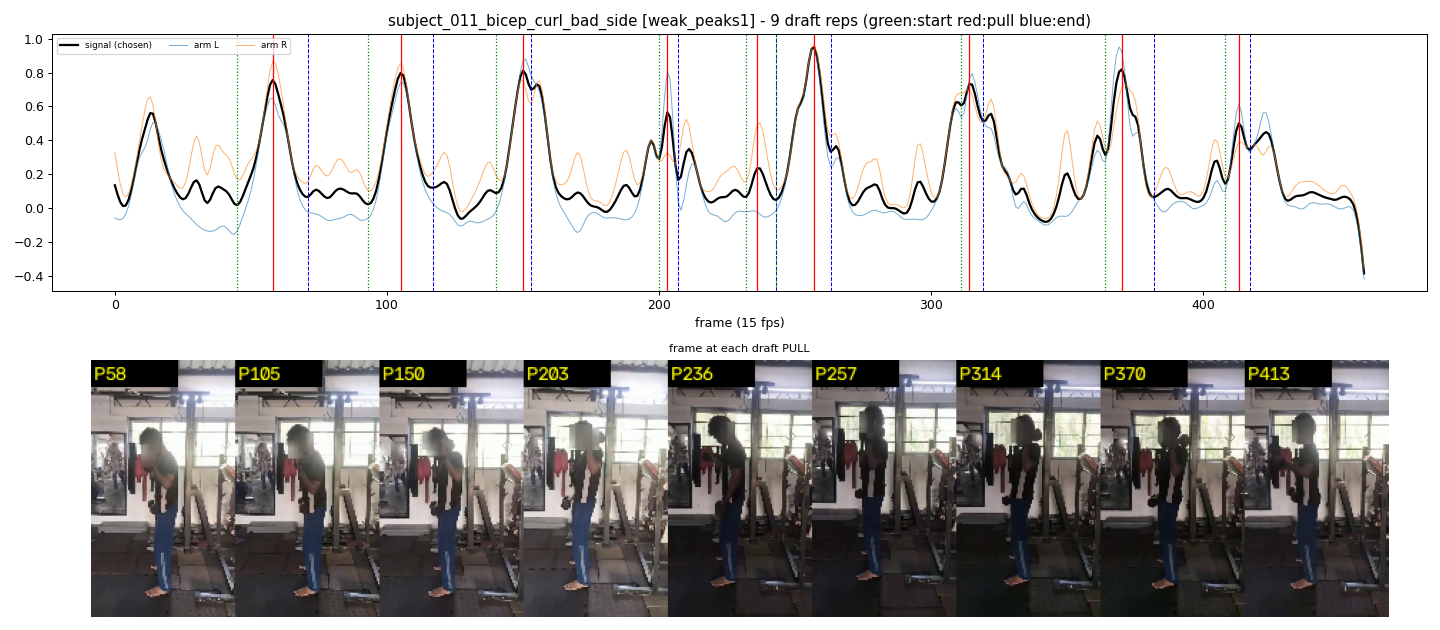 subject_011_bicep_curl_bad_side [weak_peaks1] - 9 draft reps (green:start red:pull blue:end)
signal (chosen) arm L arm R
1.0
0.8
0.6
0.4
0.2
0.0
−0.2
−0.4
0 100 200 300 400
frame (15 fps)
frame at each draft PULL
P58 P105 P150 P203 P236 P257 P314 P370 P413